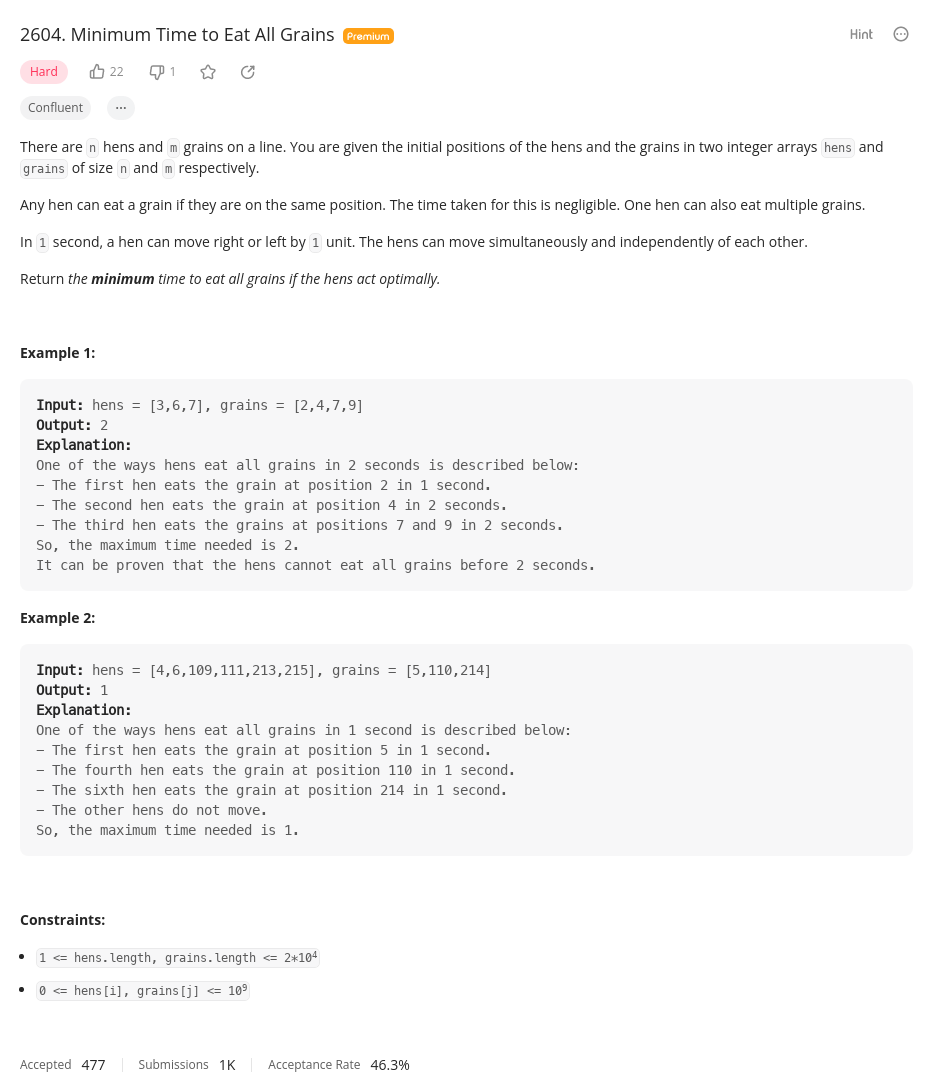 2604. Minimum Time to Eat All Grains Premium Hint
Hard 22 1
Confluent ...
There are n hens and m grains on a line. You are given the initial positions of the hens and the grains in two integer arrays hens and
grains of size n and m respectively.
Any hen can eat a grain if they are on the same position. The time taken for this is negligible. One hen can also eat multiple grains.
In 1 second, a hen can move right or left by 1 unit. The hens can move simultaneously and independently of each other.
Return the minimum time to eat all grains if the hens act optimally.
Example 1:
Input: hens = [3,6,7], grains = [2,4,7,9]
Output: 2
Explanation:
One of the ways hens eat all grains in 2 seconds is described below:
- The first hen eats the grain at position 2 in 1 second.
- The second hen eats the grain at position 4 in 2 seconds.
- The third hen eats the grains at positions 7 and 9 in 2 seconds.
So, the maximum time needed is 2.
It can be proven that the hens cannot eat all grains before 2 seconds.
Example 2:
Input: hens = [4,6,109,111,213,215], grains = [5,110,214]
Output: 1
Explanation:
One of the ways hens eat all grains in 1 second is described below:
- The first hen eats the grain at position 5 in 1 second.
- The fourth hen eats the grain at position 110 in 1 second.
- The sixth hen eats the grain at position 214 in 1 second.
- The other hens do not move.
So, the maximum time needed is 1.
Constraints:
• 1 <= hens.length, grains.length <= 2*10⁴
• 0 <= hens[i], grains[j] <= 10⁹
Accepted 477 Submissions 1K Acceptance Rate 46.3%